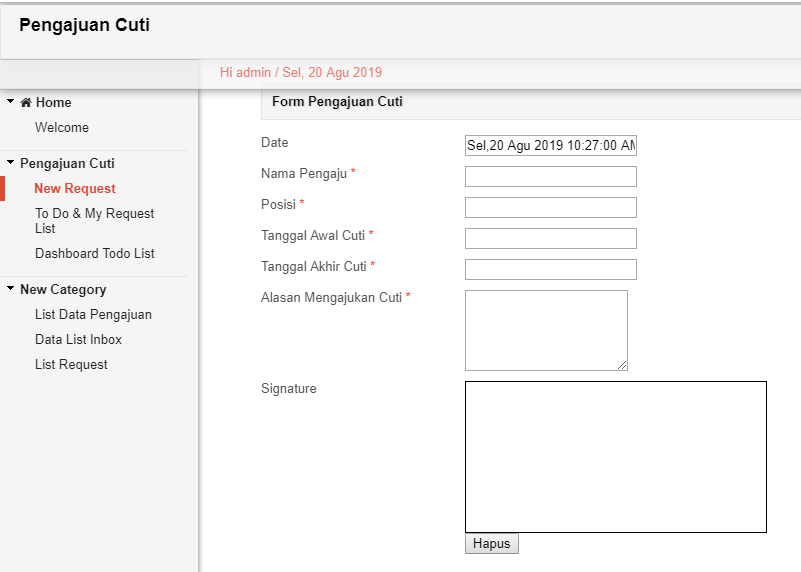 Pengajuan Cuti
Hi admin / Sel, 20 Agu 2019
Home
Welcome
Pengajuan Cuti
New Request
To Do & My Request
List
Dashboard Todo List
New Category
List Data Pengajuan
Data List Inbox
List Request
Form Pengajuan Cuti
Date
Sel,20 Agu 2019 10:27:00 AM
Nama Pengaju *
Posisi *
Tanggal Awal Cuti *
Tanggal Akhir Cuti *
Alasan Mengajukan Cuti *
Signature
Hapus